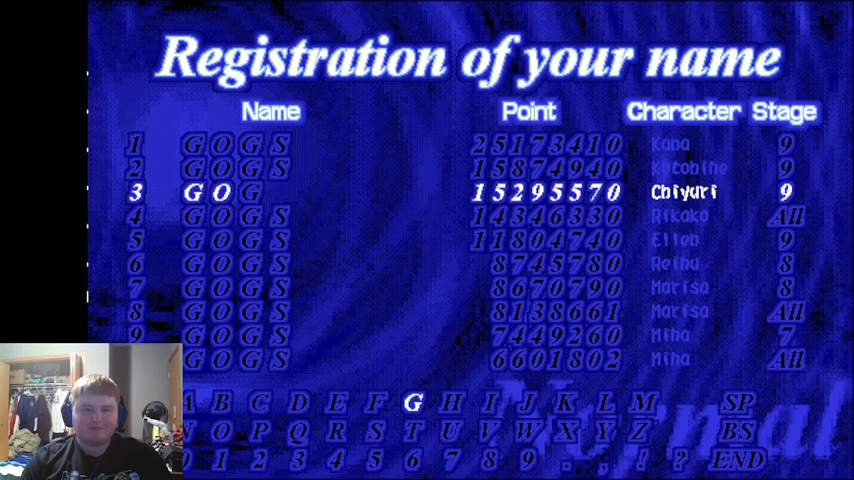 Registration of your name
Name Point Character Stage
1 GOGS 25173410 Kana 9
2 GOGS 15874940 Kotohime 9
3 GOG 15295570 Chiyuri 9
4 GOGS 14346330 Rikako All
5 GOGS 11804740 Ellen 9
6 GOGS 8745780 Reimu 8
7 GOGS 8670790 Marisa 8
8 GOGS 8138661 Marisa All
9 GOGS 7449260 Mima 7
GOGS 6601802 Mima All
A B C D E F G H I J K L M SP
N O P Q R S T U V W X Y Z BS
0 1 2 3 4 5 6 7 8 9 . , ! ? END
Normal